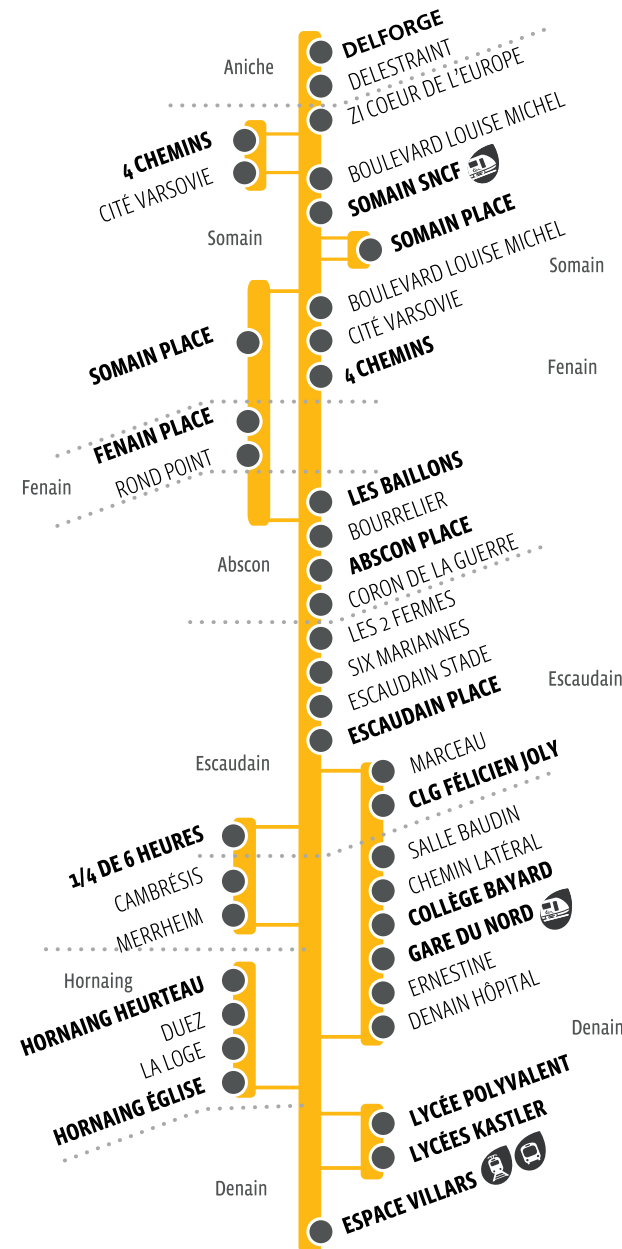 DELFORGE
Aniche
DELESTRAINT
ZI COEUR DE L'EUROPE
4 CHEMINS
CITÉ VARSOVIE
BOULEVARD LOUISE MICHEL
SOMAIN SNCF
Somain
SOMAIN PLACE
Somain
BOULEVARD LOUISE MICHEL
CITÉ VARSOVIE
4 CHEMINS
SOMAIN PLACE
Fenain
FENAIN PLACE
ROND POINT
Fenain
LES BAILLONS
BOURRELIER
ABSCON PLACE
Abscon
CORON DE LA GUERRE
LES 2 FERMES
SIX MARIANNES
ESCAUDAIN STADE
Escaudain
ESCAUDAIN PLACE
Escaudain
MARCEAU
CLG FÉLICIEN JOLY
1/4 DE 6 HEURES
CAMBRÉSIS
MERRHEIM
SALLE BAUDIN
CHEMIN LATÉRAL
COLLÈGE BAYARD
GARE DU NORD
ERNESTINE
DENAIN HÔPITAL
Hornaing
HORNAING HEURTEAU
DUEZ
LA LOGE
HORNAING ÉGLISE
Denain
LYCÉE POLYVALENT
LYCÉES KASTLER
Denain
ESPACE VILLARS